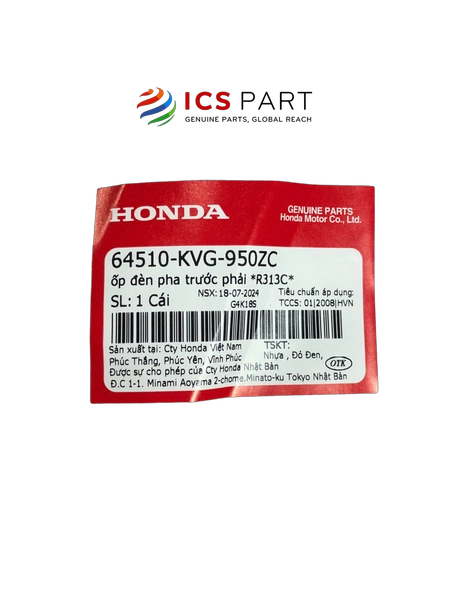 ICS PART
GENUINE PARTS, GLOBAL REACH
HONDA
GENUINE PARTS
Honda Motor Co., Ltd.
64510-KVG-950ZC
ốp đèn pha trước phải *R313C*
SL: 1 Cái
NSX: 18-07-2024
G4K18S
Tiêu chuẩn áp dụng:
TCCS: 01|2008|HVN
Sản xuất tại: Cty Honda Việt Nam
Phúc Thắng, Phúc Yên, Vĩnh Phúc
Được sự cho phép của Cty Honda Nhật Bản
Đ.C 1-1. Minami Aoyama 2-chome.Minato-ku Tokyo Nhật Bản
TSKT:
Nhựa , Đỏ Đen,
OTK